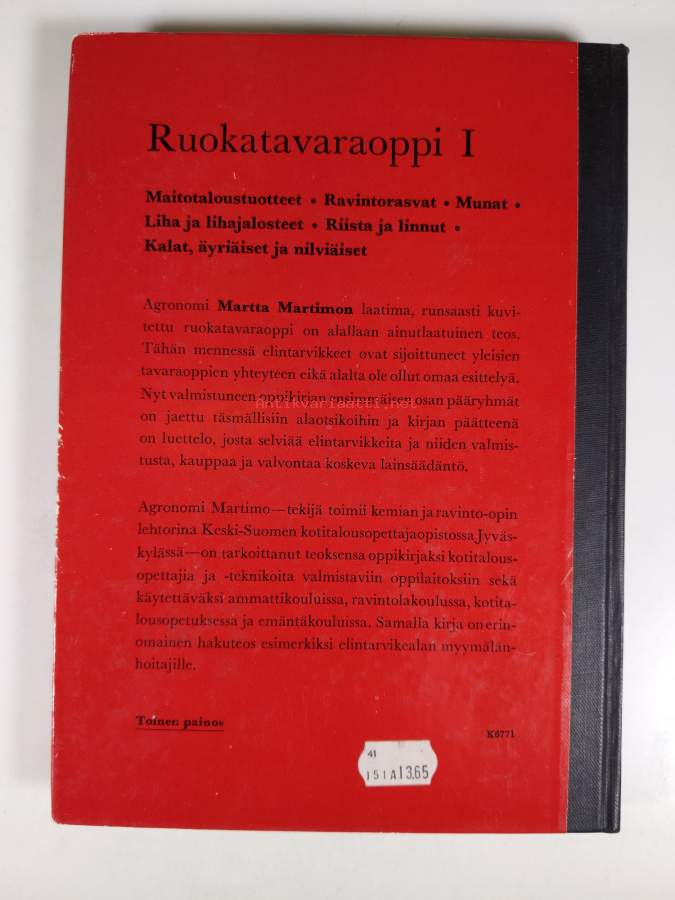 Ruokatavaraoppi I
Maitotaloustuotteet • Ravintorasvat • Munat •
Liha ja lihajalosteet • Riista ja linnut •
Kalat, äyriäiset ja nilviäiset
Agronomi Martta Martimon laatima, runsaasti kuvi-
tettu ruokatavaraoppi on alallaan ainutlaatuinen teos.
Tähän mennessä elintarvikkeet ovat sijoittuneet yleisien
tavaraoppien yhteyteen eikä alalta ole ollut omaa esittelyä.
Nyt valmistuneen oppikirjan ensimmäisen osan pääryhmät
on jaettu täsmällisiin alaotsikoihin ja kirjan päätteenä
on luettelo, josta selviää elintarvikkeita ja niiden valmis-
tusta, kauppaa ja valvontaa koskeva lainsäädäntö.
Agronomi Martimo — tekijä toimii kemian ja ravinto-opin
lehtorina Keski-Suomen kotitalousopettajaopistossa Jyväs-
kylässä — on tarkoittanut teoksensa oppikirjaksi kotitalous-
opettajia ja -teknikoita valmistaviin oppilaitoksiin sekä
käytettäväksi ammattikouluissa, ravintolakoulussa, kotita-
lousopetuksessa ja emäntäkouluissa. Samalla kirja on erin-
omainen hakuteos esimerkiksi elintarvikealan myymälän-
hoitajille.
Toinen painos
K6771
41
151A13.65
Antikvariaatti.net